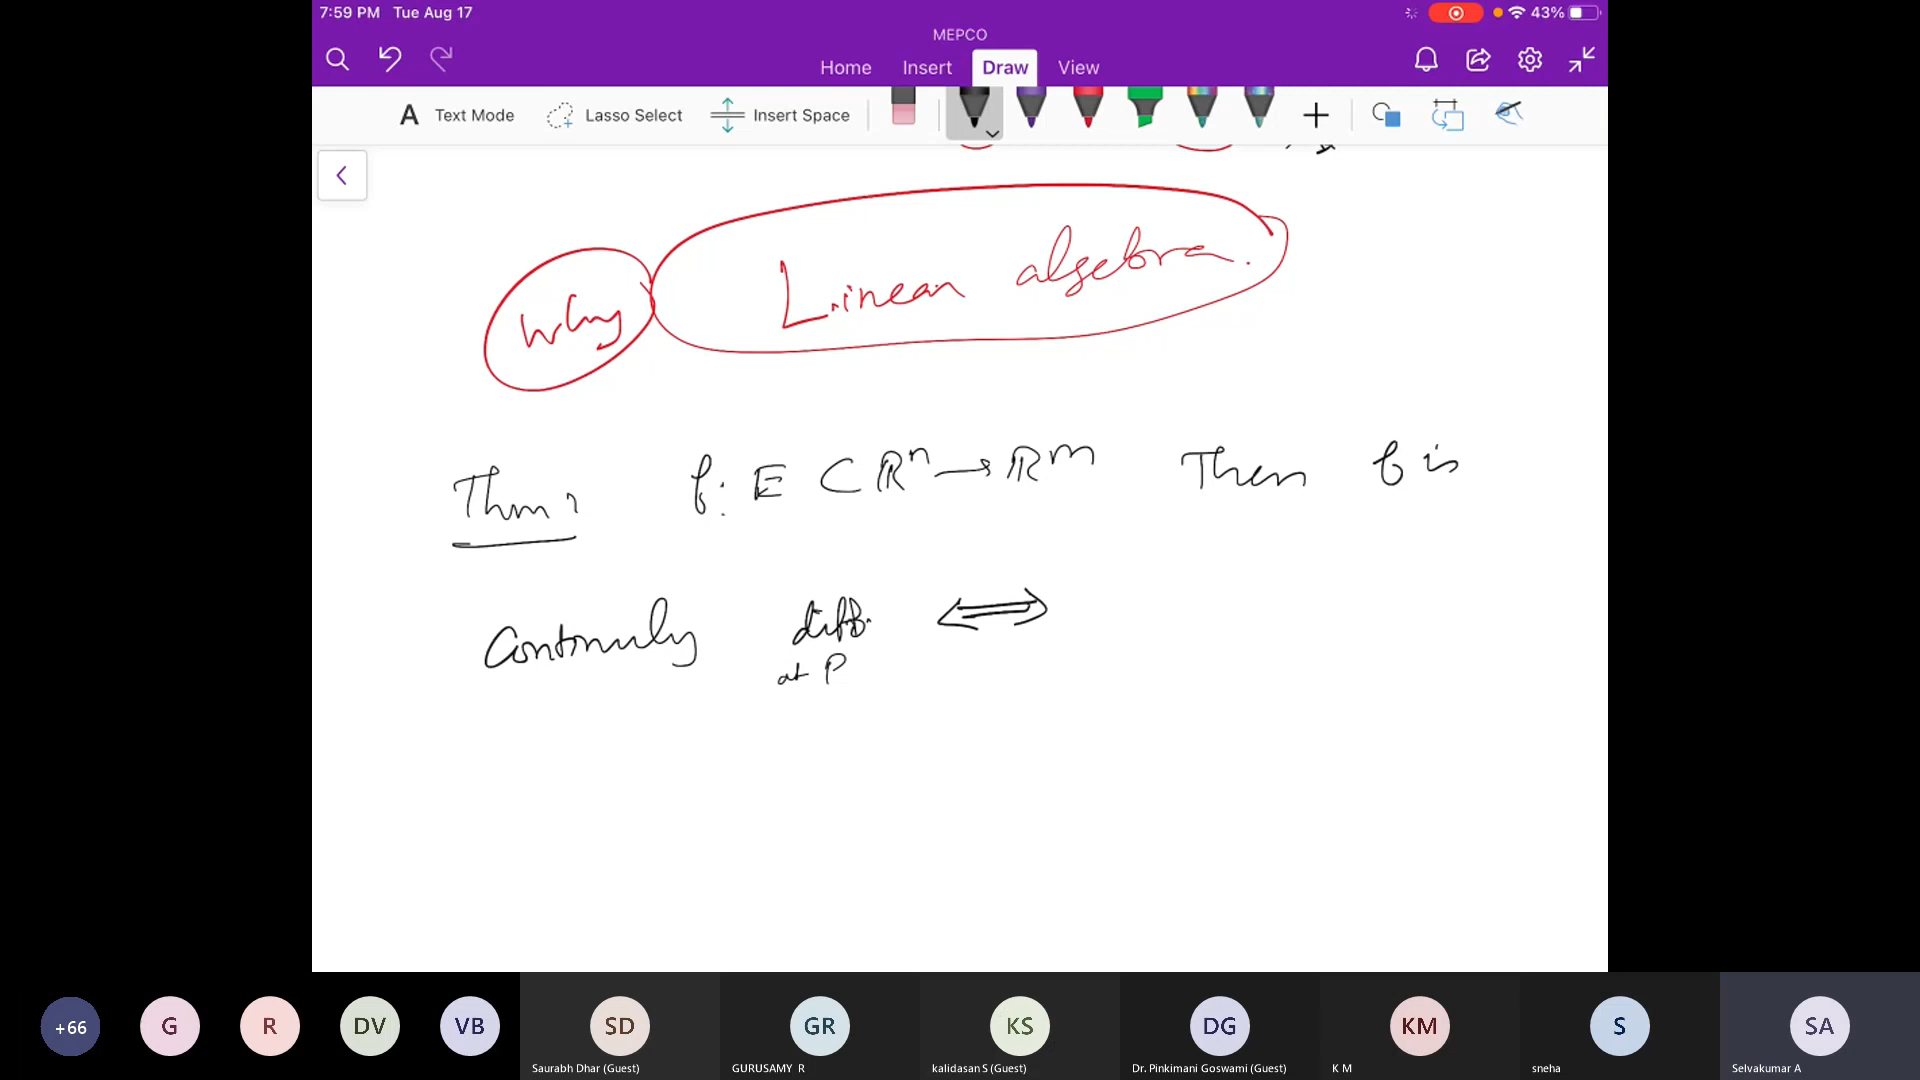 7:59 PM Tue Aug 17
43%
MEPCO
Home Insert Draw View
A Text Mode Lasso Select Insert Space
Why Linear algebra.
Thm: f: E ⊂ ℝⁿ → ℝᵐ Then f is
Continuly diff. ⟺
at P
+66 G R DV VB SD GR KS DG KM S SA
Saurabh Dhar (Guest) GURUSAMY R kalidasan S (Guest) Dr. Pinkimani Goswami (Guest) K M sneha Selvakumar A